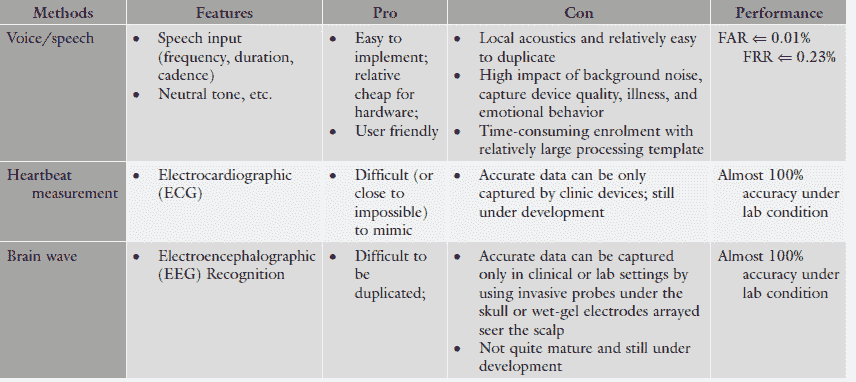 Methods Features Pro Con Performance
Voice/speech
• Speech input
(frequency, duration,
cadence)
• Neutral tone, etc.
• Easy to
implement;
relative
cheap for
hardware;
• User friendly
• Local acoustics and relatively easy
to duplicate
• High impact of background noise,
capture device quality, illness, and
emotional behavior
• Time-consuming enrolment with
relatively large processing template
FAR ⇐ 0.01%
FRR ⇐ 0.23%
Heartbeat
measurement
• Electrocardiographic
(ECG)
• Difficult (or
close to
impossible)
to mimic
• Accurate data can be only
captured by clinic devices; still
under development
Almost 100%
accuracy under
lab condition
Brain wave
• Electroencephalographic
(EEG) Recognition
• Difficult to
be
duplicated;
• Accurate data can be captured
only in clinical or lab settings by
using invasive probes under the
skull or wet-gel electrodes arrayed
seer the scalp
• Not quite mature and still under
development
Almost 100%
accuracy under
lab condition